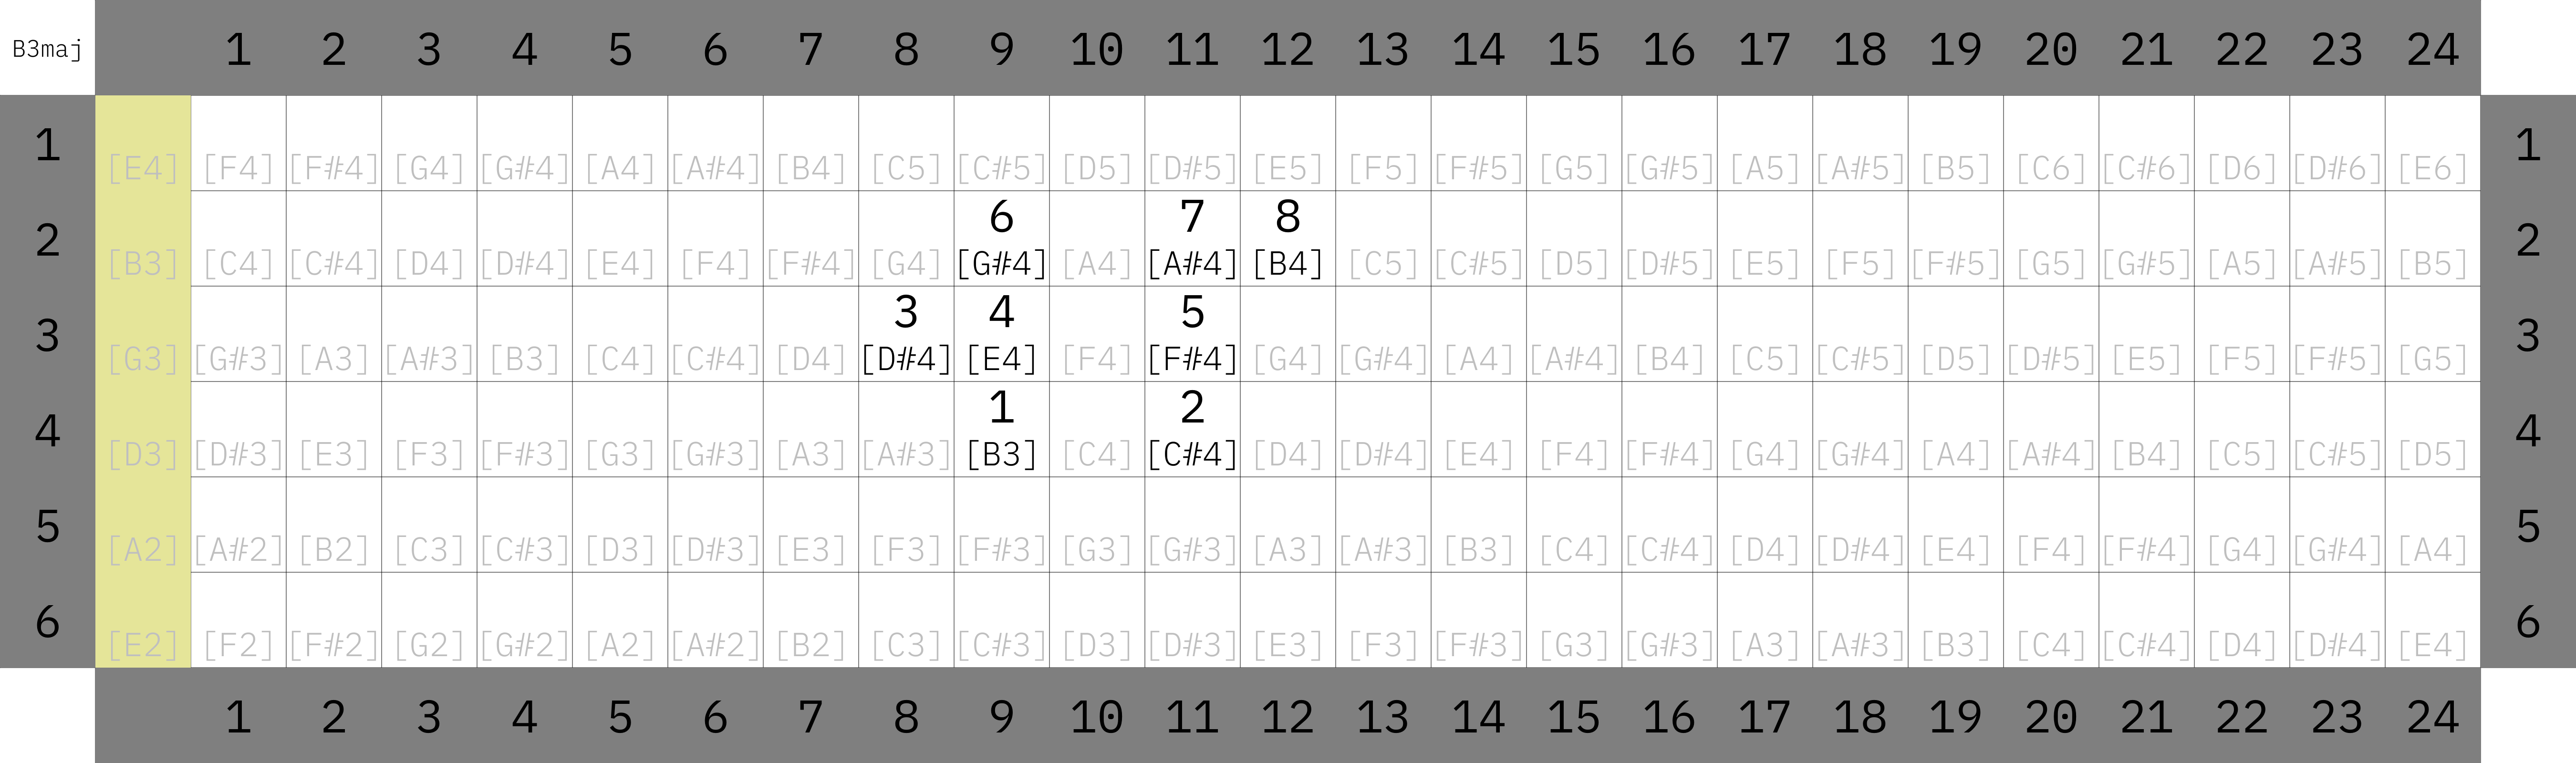 B3maj 1 2 3 4 5 6 7 8 9 10 11 12 13 14 15 16 17 18 19 20 21 22 23 24
1 [E4] [F4] [F#4] [G4] [G#4] [A4] [A#4] [B4] [C5] [C#5] [D5] [D#5] [E5] [F5] [F#5] [G5] [G#5] [A5] [A#5] [B5] [C6] [C#6] [D6] [D#6] [E6] 1
6 7 8
2 [B3] [C4] [C#4] [D4] [D#4] [E4] [F4] [F#4] [G4] [G#4] [A4] [A#4] [B4] [C5] [C#5] [D5] [D#5] [E5] [F5] [F#5] [G5] [G#5] [A5] [A#5] [B5] 2
3 4 5
3 [G3] [G#3] [A3] [A#3] [B3] [C4] [C#4] [D4] [D#4] [E4] [F4] [F#4] [G4] [G#4] [A4] [A#4] [B4] [C5] [C#5] [D5] [D#5] [E5] [F5] [F#5] [G5] 3
1 2
4 [D3] [D#3] [E3] [F3] [F#3] [G3] [G#3] [A3] [A#3] [B3] [C4] [C#4] [D4] [D#4] [E4] [F4] [F#4] [G4] [G#4] [A4] [A#4] [B4] [C5] [C#5] [D5] 4
5 [A2] [A#2] [B2] [C3] [C#3] [D3] [D#3] [E3] [F3] [F#3] [G3] [G#3] [A3] [A#3] [B3] [C4] [C#4] [D4] [D#4] [E4] [F4] [F#4] [G4] [G#4] [A4] 5
6 [E2] [F2] [F#2] [G2] [G#2] [A2] [A#2] [B2] [C3] [C#3] [D3] [D#3] [E3] [F3] [F#3] [G3] [G#3] [A3] [A#3] [B3] [C4] [C#4] [D4] [D#4] [E4] 6
1 2 3 4 5 6 7 8 9 10 11 12 13 14 15 16 17 18 19 20 21 22 23 24